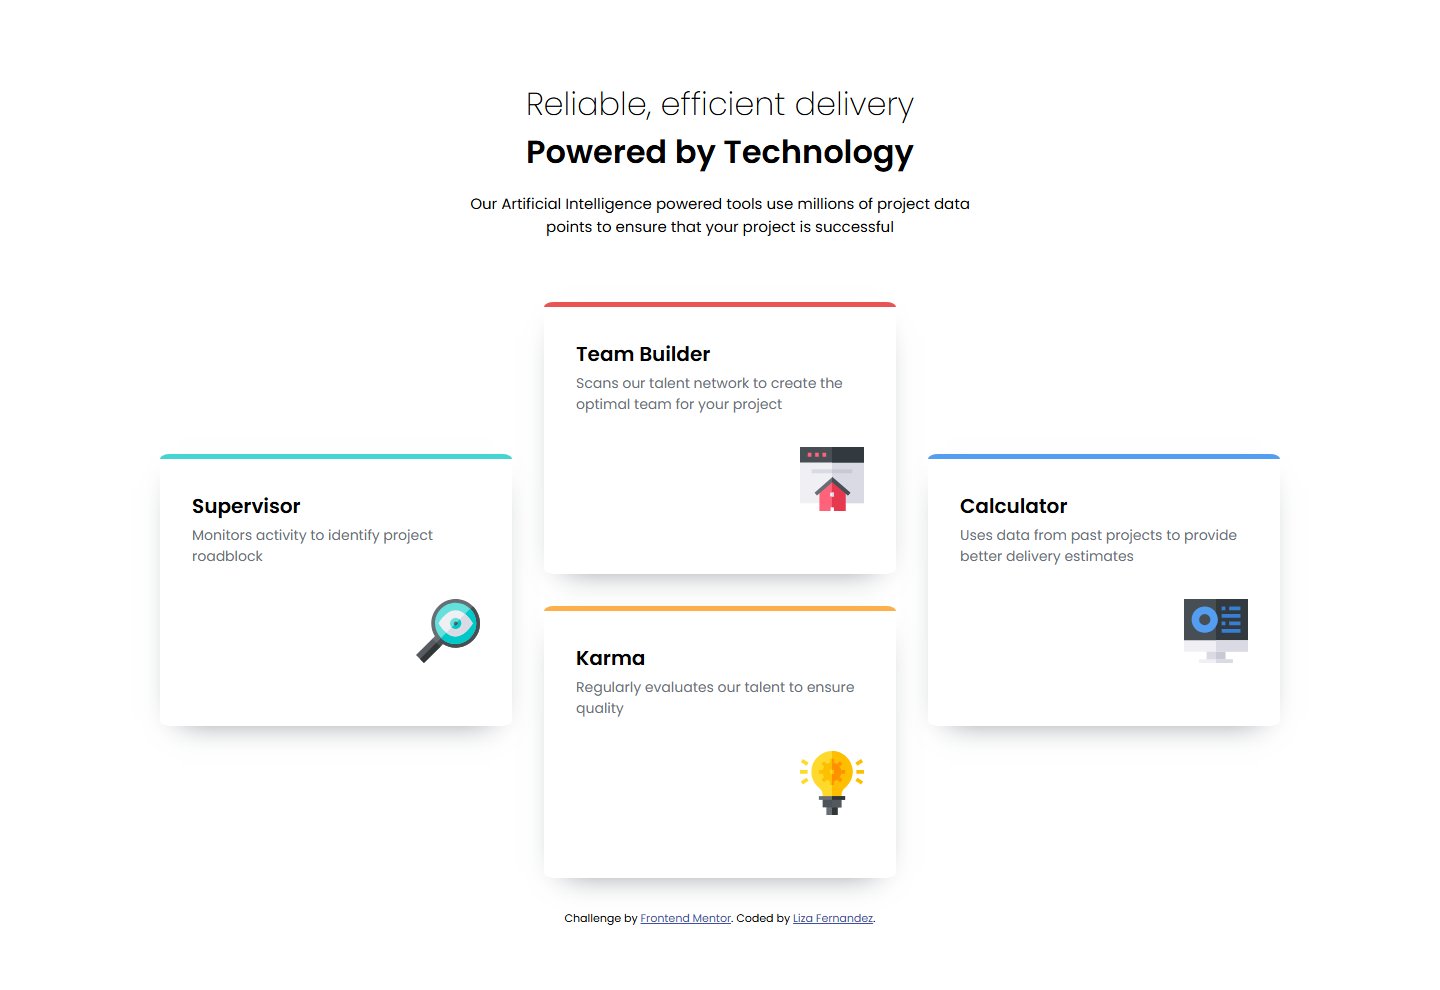 Reliable, efficient delivery
Powered by Technology
Our Artificial Intelligence powered tools use millions of project data
points to ensure that your project is successful
Supervisor
Monitors activity to identify project
roadblock
Team Builder
Scans our talent network to create the
optimal team for your project
Karma
Regularly evaluates our talent to ensure
quality
Calculator
Uses data from past projects to provide
better delivery estimates
Challenge by Frontend Mentor. Coded by Liza Fernandez.